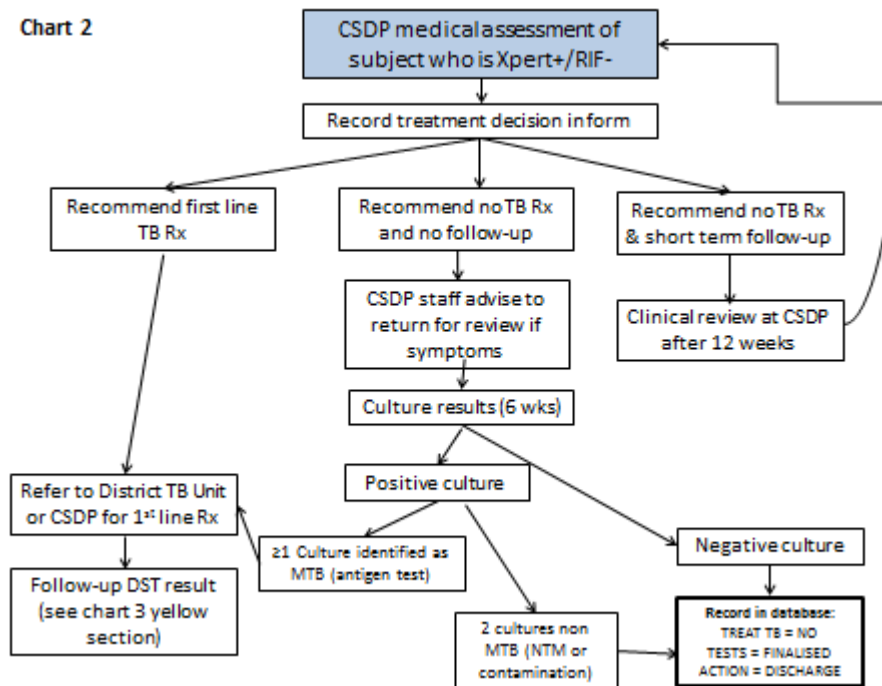 Chart 2
CSDP medical assessment of
subject who is Xpert+/RIF-
Record treatment decision in form
Recommend first line
TB Rx
Recommend no TB Rx
and no follow-up
Recommend no TB Rx
& short term follow-up
CSDP staff advise to
return for review if
symptoms
Clinical review at CSDP
after 12 weeks
Culture results (6 wks)
Positive culture
Refer to District TB Unit
or CSDP for 1st line Rx
≥1 Culture identified as
MTB (antigen test)
Negative culture
Follow-up DST result
(see chart 3 yellow
section)
2 cultures non
MTB (NTM or
contamination)
Record in database:
TREAT TB = NO
TESTS = FINALISED
ACTION = DISCHARGE